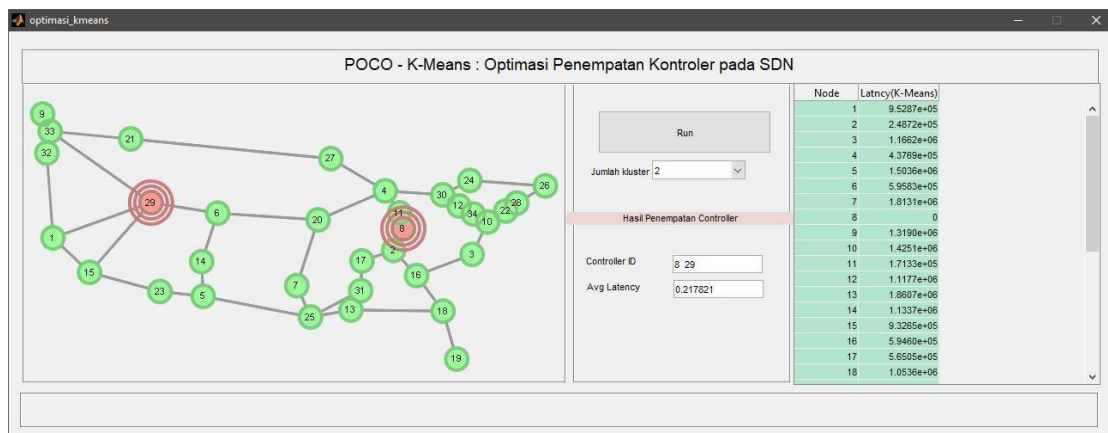 optimasi_kmeans
POCO - K-Means : Optimasi Penempatan Kontroler pada SDN
9
33
32
21
27
29
6
1
15
14
23
5
20
7
25
4
11
8
2
17
31
13
16
18
19
3
30
24
12
34
10
22
28
26
Run
Jumlah kluster 2
Hasil Penempatan Controller
Controller ID 8 29
Avg Latency 0.217821
Node Latncy(K-Means)
1 9.5287e+05
2 2.4872e+05
3 1.1662e+06
4 4.3769e+05
5 1.5036e+06
6 5.9583e+05
7 1.8131e+06
8 0
9 1.3190e+06
10 1.4251e+06
11 1.7133e+05
12 1.1177e+06
13 1.8607e+06
14 1.1337e+06
15 9.3265e+05
16 5.9460e+05
17 5.6505e+05
18 1.0536e+06